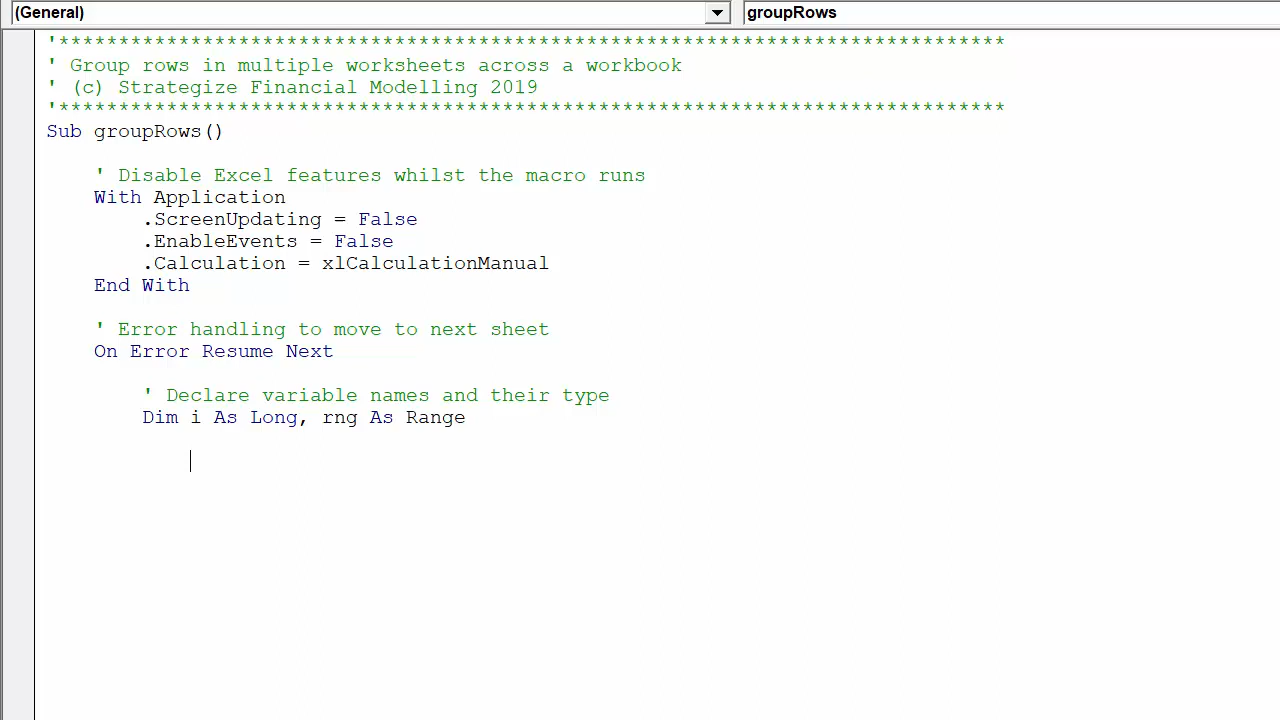 (General)
groupRows
'*******************************************************************************
' Group rows in multiple worksheets across a workbook
' (c) Strategize Financial Modelling 2019
'*******************************************************************************
Sub groupRows()
' Disable Excel features whilst the macro runs
With Application
.ScreenUpdating = False
.EnableEvents = False
.Calculation = xlCalculationManual
End With
' Error handling to move to next sheet
On Error Resume Next
' Declare variable names and their type
Dim i As Long, rng As Range